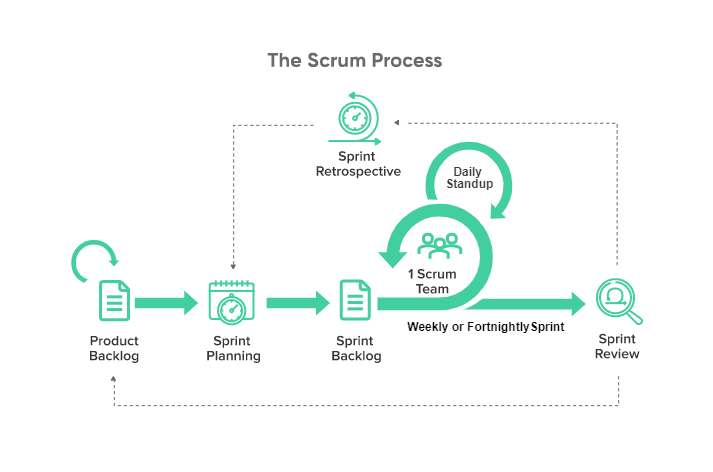 The Scrum Process
Sprint
Retrospective
Daily
Standup
1 Scrum
Team
Weekly or Fortnightly Sprint
Product
Backlog
Sprint
Planning
Sprint
Backlog
Sprint
Review